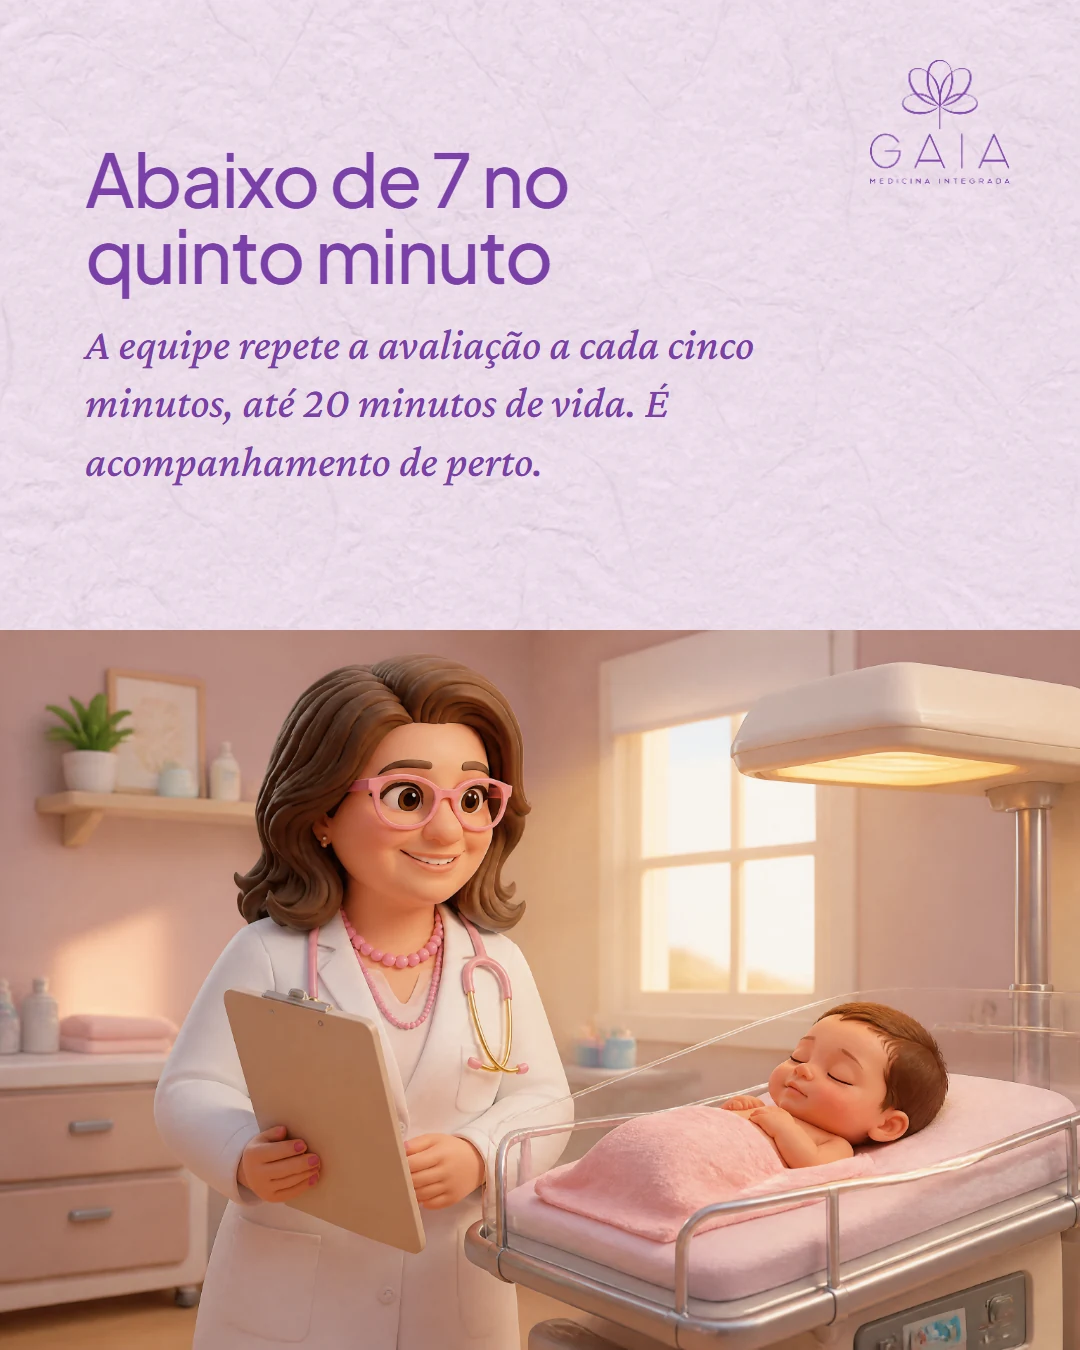 GAIA
MEDICINA INTEGRADA
Abaixo de 7 no
quinto minuto
A equipe repete a avaliação a cada cinco
minutos, até 20 minutos de vida. É
acompanhamento de perto.